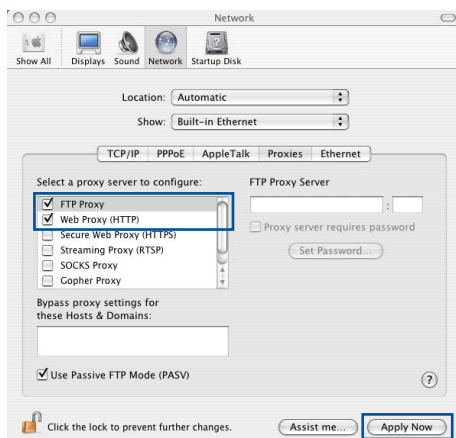 Network
Show All Displays Sound Network Startup Disk
Location: Automatic
Show: Built-in Ethernet
TCP/IP PPPoE AppleTalk Proxies Ethernet
Select a proxy server to configure: FTP Proxy Server
FTP Proxy
:
Web Proxy (HTTP)
Proxy server requires password
Secure Web Proxy (HTTPS)
Streaming Proxy (RTSP)
Set Password...
SOCKS Proxy
Gopher Proxy
Bypass proxy settings for
these Hosts & Domains:
Use Passive FTP Mode (PASV)
?
Click the lock to prevent further changes. Assist me... Apply Now